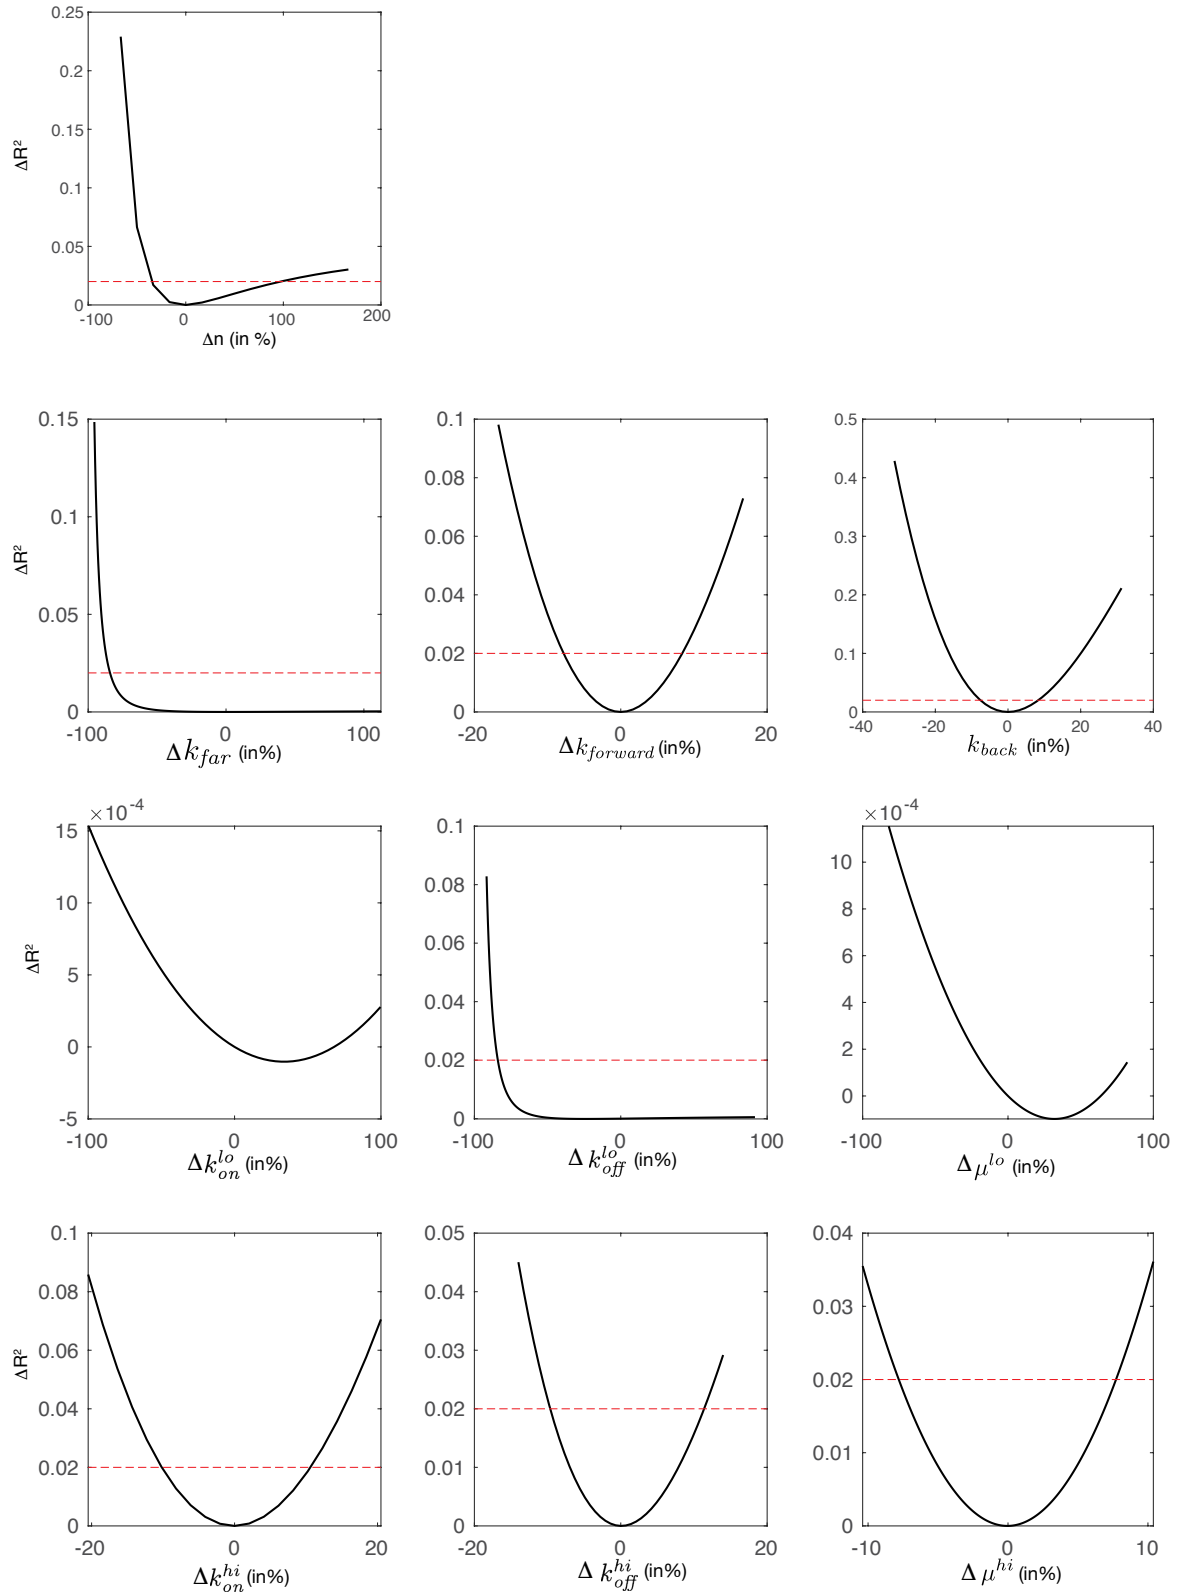 0.25
0.2
0.15
0.1
0.05
0
ΔR²
-100 0 100 200
Δn (in %)
0.15
0.1
0.05
0
ΔR²
-100 0 100
Δk_far (in%)
0.1
0.08
0.06
0.04
0.02
0
-20 0 20
Δk_forward (in%)
0.5
0.4
0.3
0.2
0.1
0
-40 -20 0 20 40
k_back (in%)
×10^-4
15
10
5
0
-5
ΔR²
-100 0 100
Δk_on^lo (in%)
0.1
0.08
0.06
0.04
0.02
0
-100 0 100
Δ k_off^lo (in%)
×10^-4
10
8
6
4
2
0
-100 0 100
Δ μ^lo (in%)
0.1
0.08
0.06
0.04
0.02
0
ΔR²
-20 0 20
Δk_on^hi (in%)
0.05
0.04
0.03
0.02
0.01
0
-20 0 20
Δ k_off^hi (in%)
0.04
0.03
0.02
0.01
0
-10 0 10
Δ μ^hi (in%)